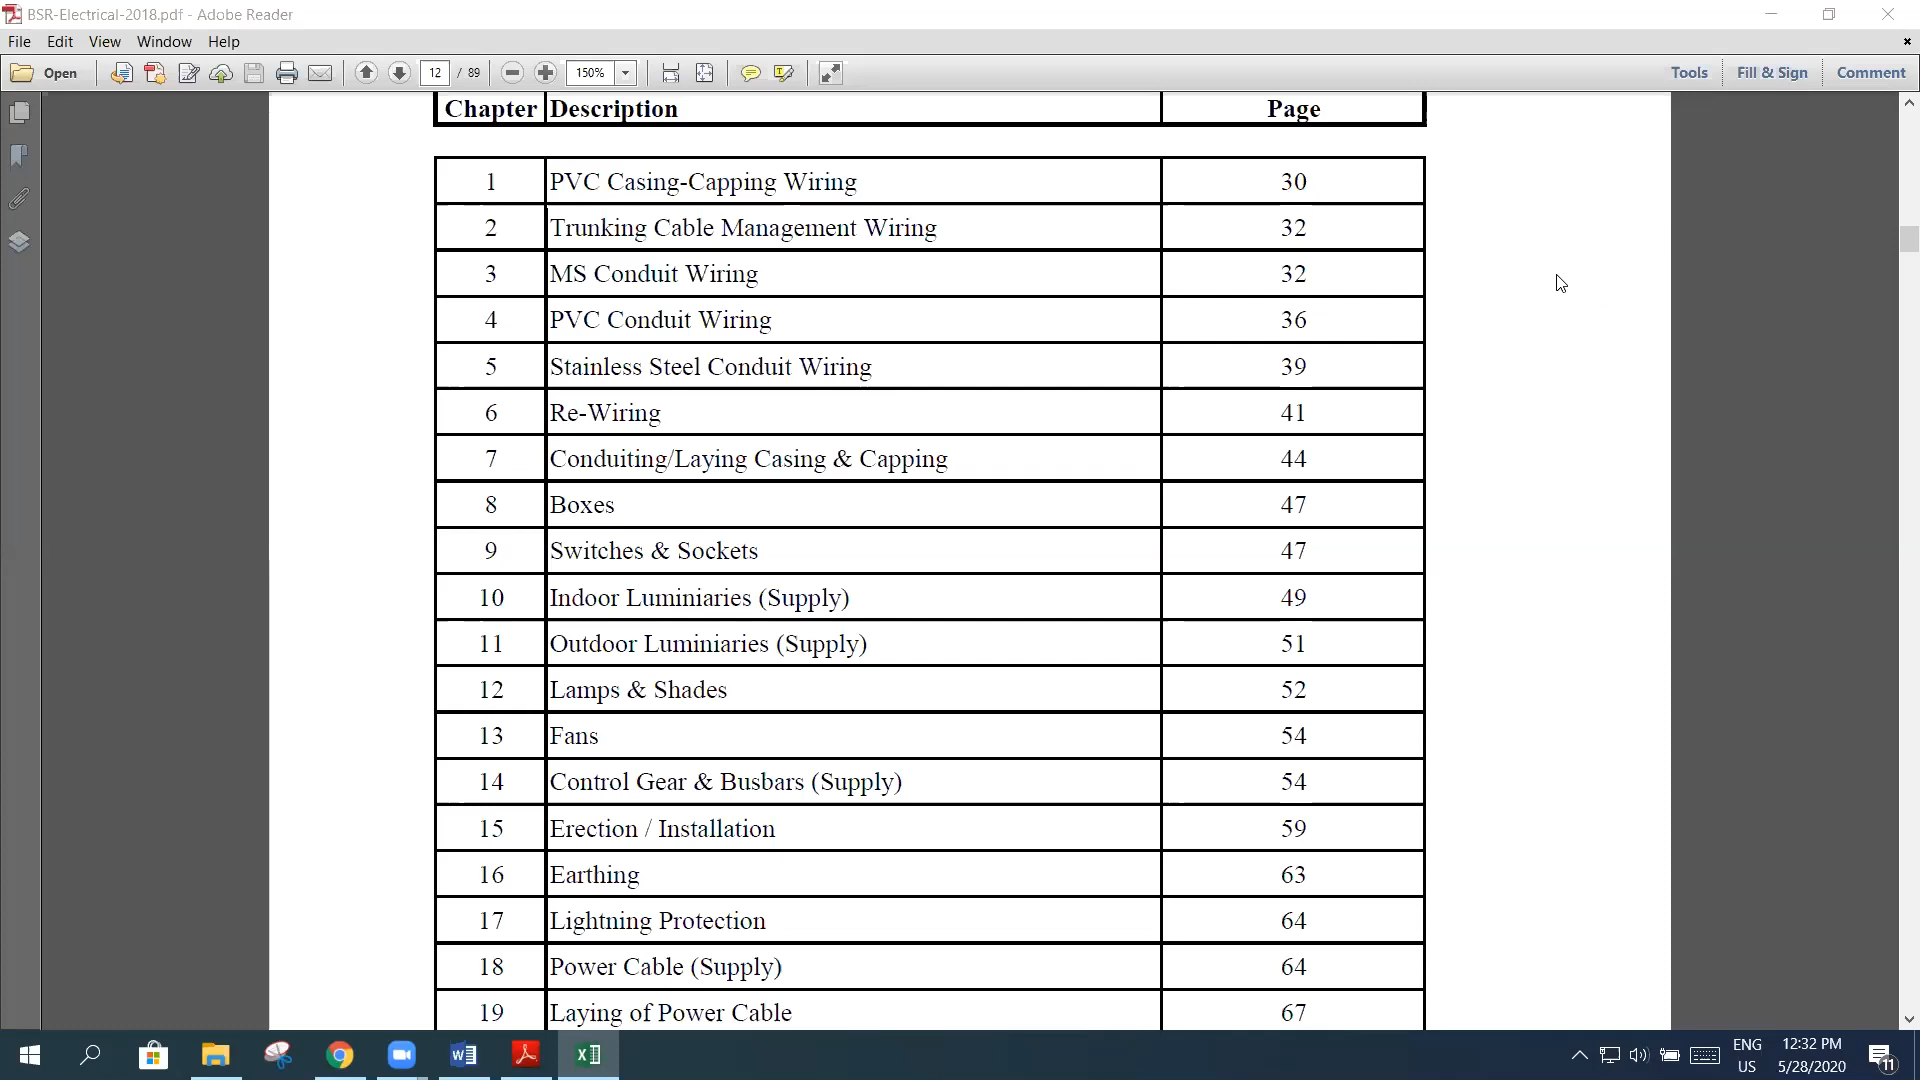 BSR-Electrical-2018.pdf - Adobe Reader
File Edit View Window Help
Open 12 / 89 150% Tools Fill & Sign Comment
Chapter Description Page
1 PVC Casing-Capping Wiring 30
2 Trunking Cable Management Wiring 32
3 MS Conduit Wiring 32
4 PVC Conduit Wiring 36
5 Stainless Steel Conduit Wiring 39
6 Re-Wiring 41
7 Conduiting/Laying Casing & Capping 44
8 Boxes 47
9 Switches & Sockets 47
10 Indoor Luminiaries (Supply) 49
11 Outdoor Luminiaries (Supply) 51
12 Lamps & Shades 52
13 Fans 54
14 Control Gear & Busbars (Supply) 54
15 Erection / Installation 59
16 Earthing 63
17 Lightning Protection 64
18 Power Cable (Supply) 64
19 Laying of Power Cable 67
ENG 12:32 PM
US 5/28/2020 11